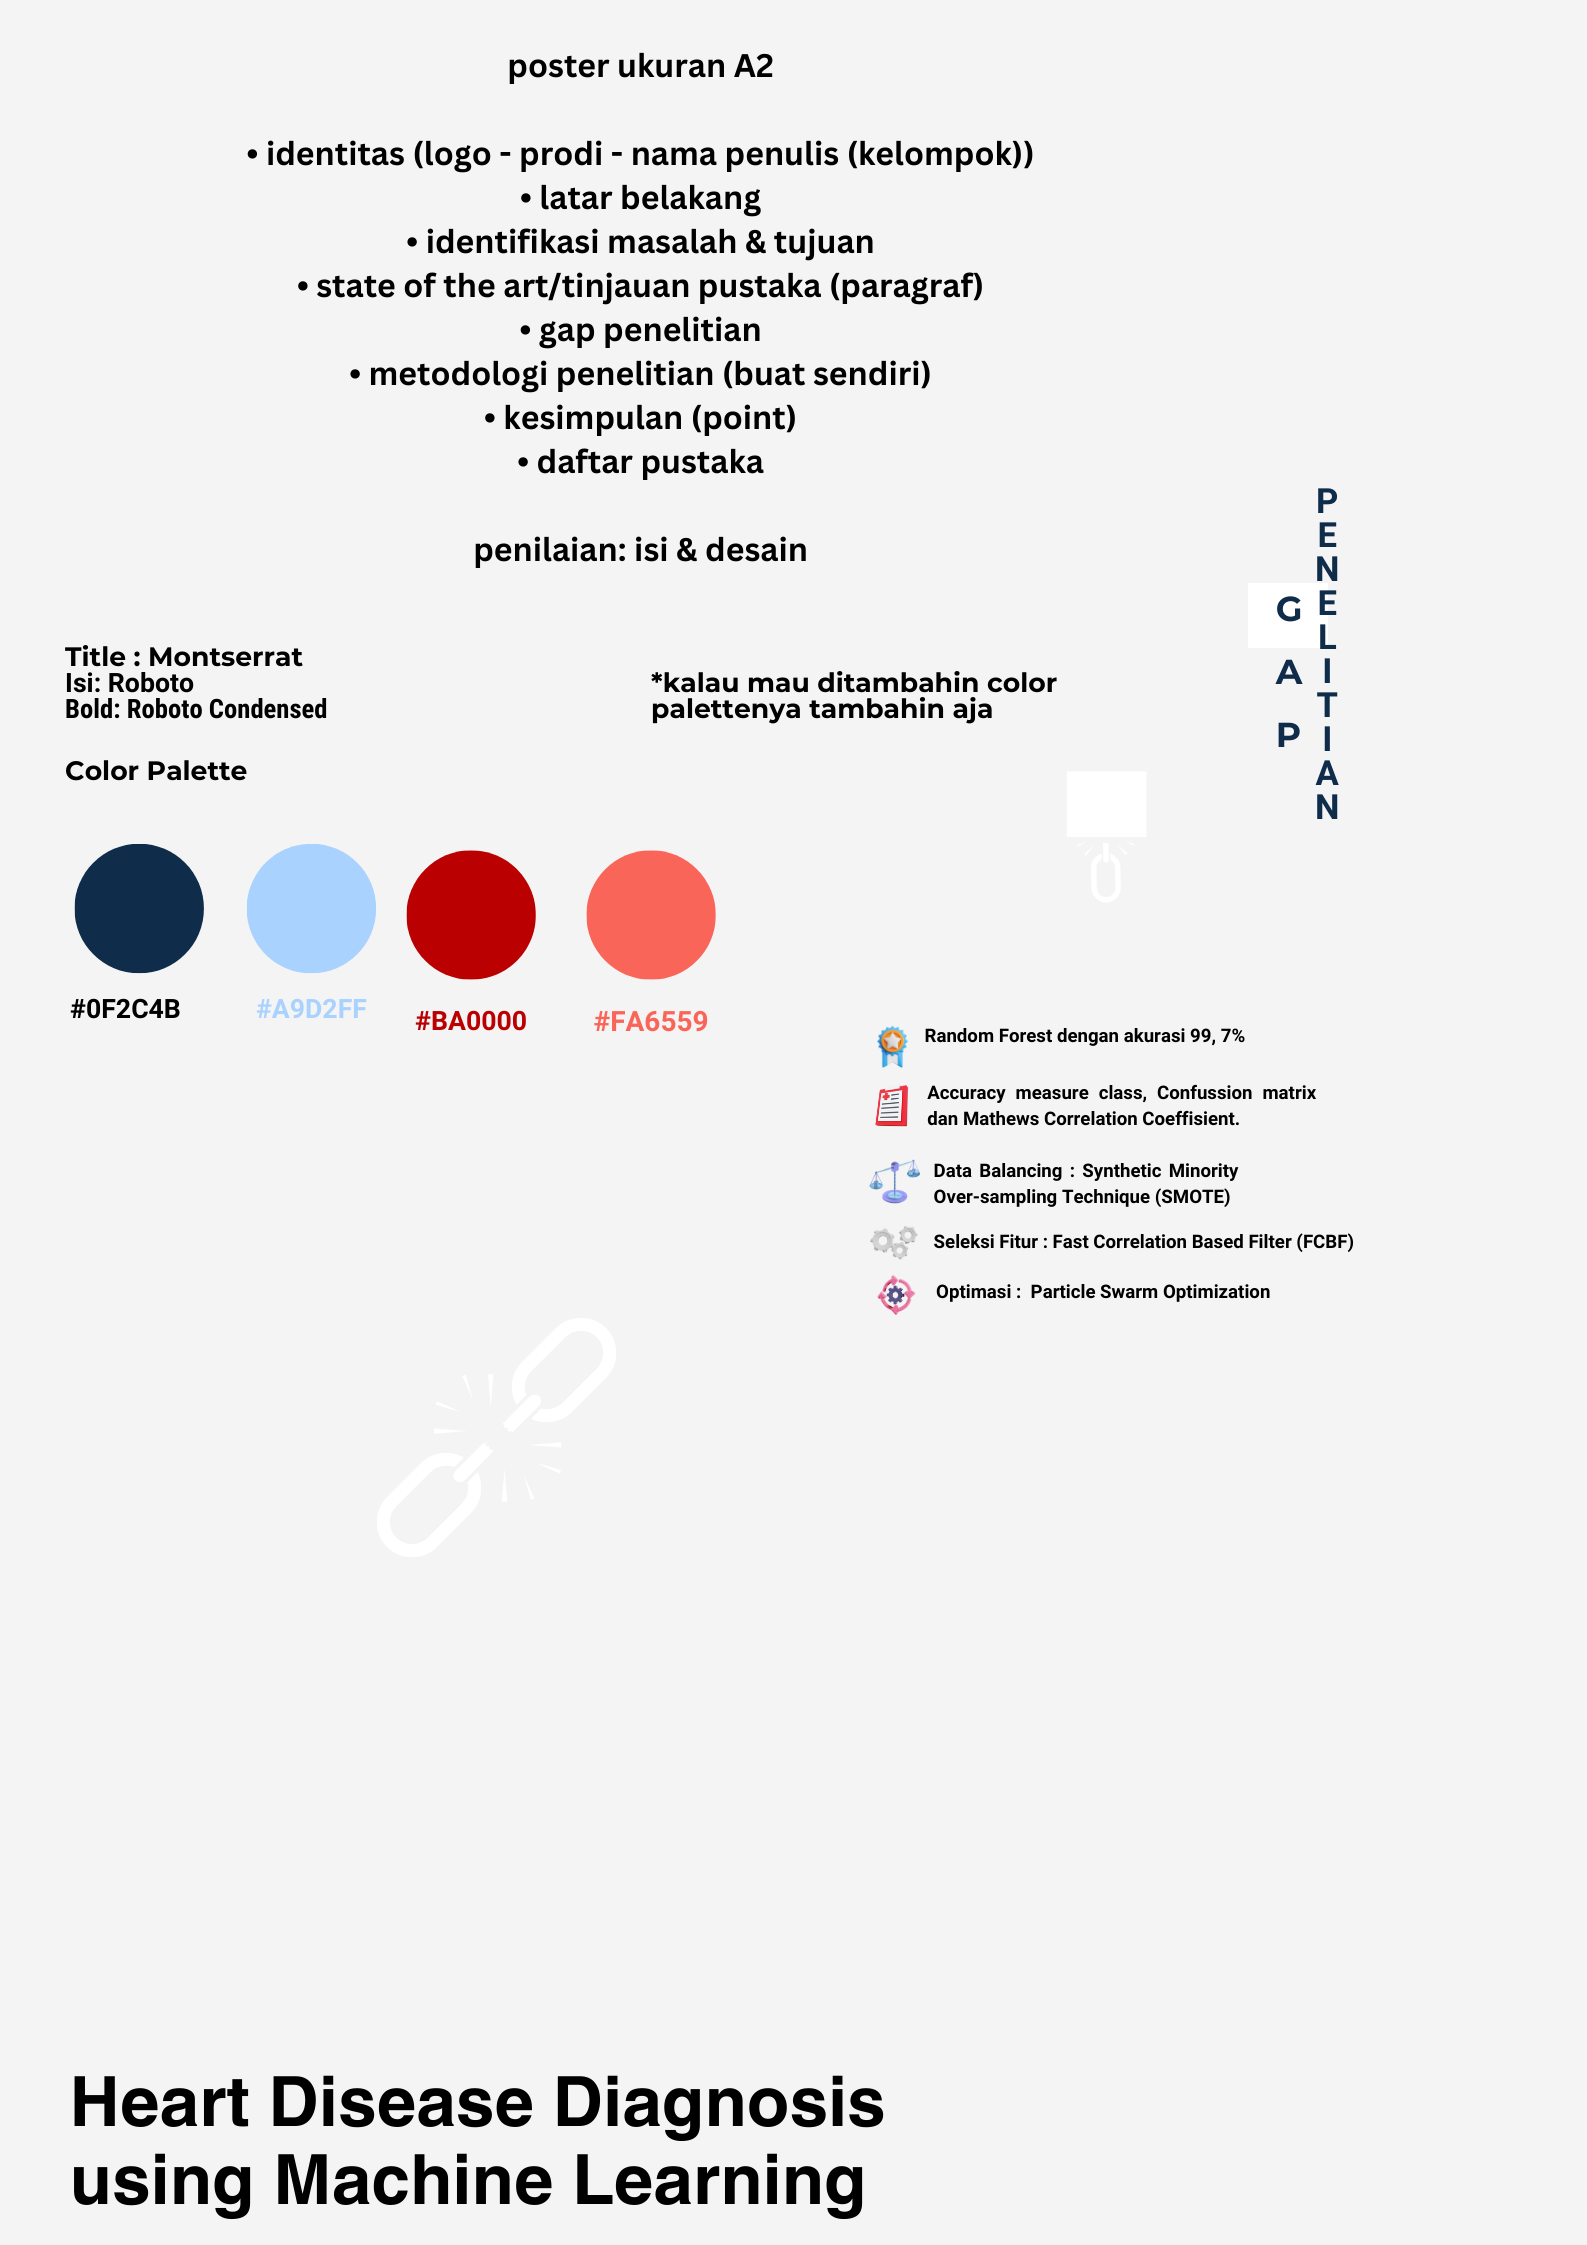 poster ukuran A2
• identitas (logo - prodi - nama penulis (kelompok))
• latar belakang
• identifikasi masalah & tujuan
• state of the art/tinjauan pustaka (paragraf)
• gap penelitian
• metodologi penelitian (buat sendiri)
• kesimpulan (point)
• daftar pustaka
penilaian: isi & desain
GAP
PENELITIAN
Title : Montserrat
Isi: Roboto
Bold: Roboto Condensed
*kalau mau ditambahin color
palettenya tambahin aja
Color Palette
#0F2C4B
#A9D2FF
#BA0000
#FA6559
Random Forest dengan akurasi 99, 7%
Accuracy measure class, Confussion matrix
dan Mathews Correlation Coeffisient.
Data Balancing : Synthetic Minority
Over-sampling Technique (SMOTE)
Seleksi Fitur : Fast Correlation Based Filter (FCBF)
Optimasi : Particle Swarm Optimization
Heart Disease Diagnosis
using Machine Learning